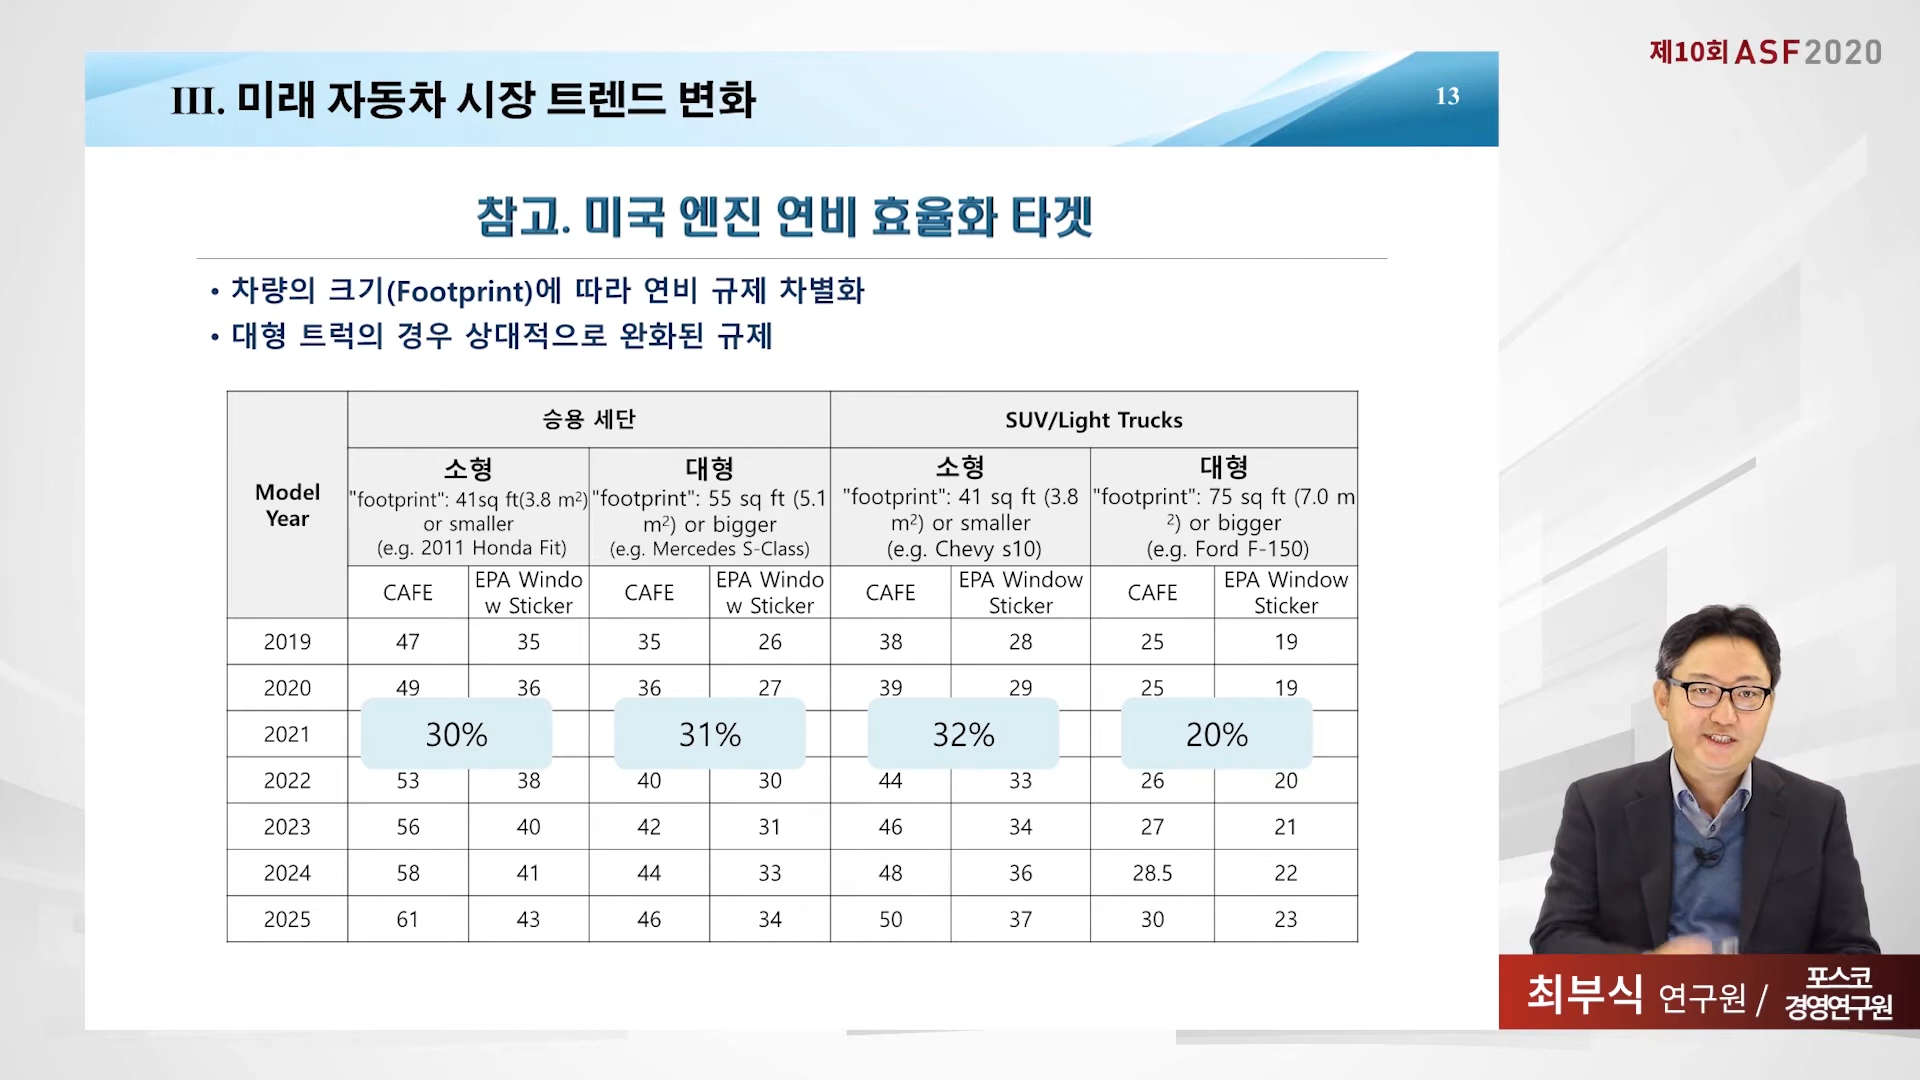 제10회 ASF2020
III. 미래 자동차 시장 트렌드 변화
13
참고. 미국 엔진 연비 효율화 타겟
• 차량의 크기(Footprint)에 따라 연비 규제 차별화
• 대형 트럭의 경우 상대적으로 완화된 규제
Model
Year
승용 세단
SUV/Light Trucks
소형
"footprint": 41sq ft(3.8 m²)
or smaller
(e.g. 2011 Honda Fit)
대형
"footprint": 55 sq ft (5.1
m²) or bigger
(e.g. Mercedes S-Class)
소형
"footprint": 41 sq ft (3.8
m²) or smaller
(e.g. Chevy s10)
대형
"footprint": 75 sq ft (7.0 m
²) or bigger
(e.g. Ford F-150)
CAFE
EPA Windo
w Sticker
CAFE
EPA Windo
w Sticker
CAFE
EPA Window
Sticker
CAFE
EPA Window
Sticker
2019 47 35 35 26 38 28 25 19
2020 49 36 36 27 39 29 25 19
2021 30% 31% 32% 20%
2022 53 38 40 30 44 33 26 20
2023 56 40 42 31 46 34 27 21
2024 58 41 44 33 48 36 28.5 22
2025 61 43 46 34 50 37 30 23
최부식 연구원 / 포스코
경영연구원